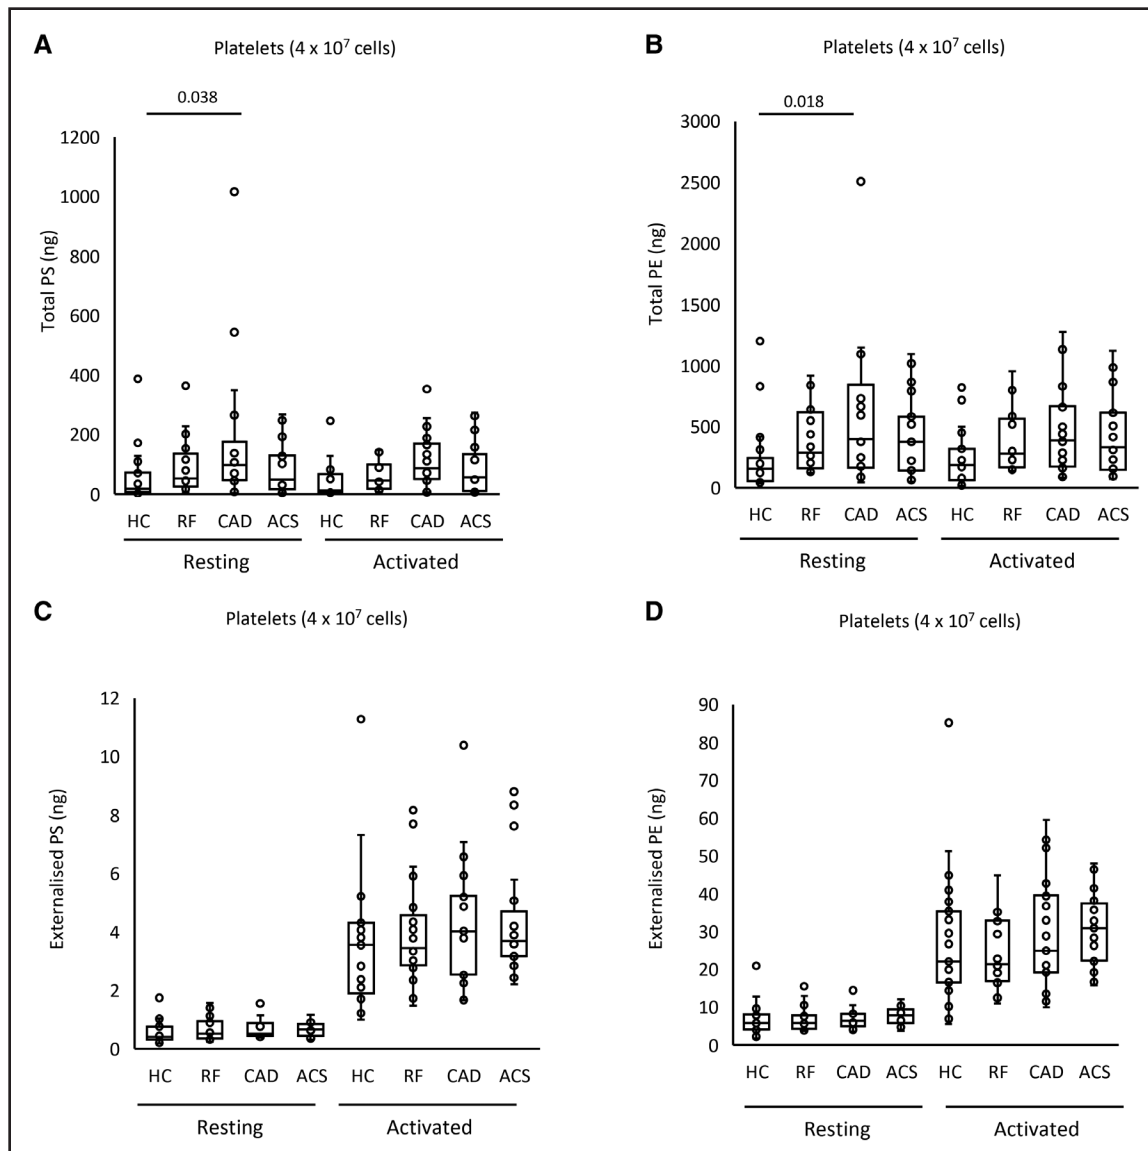 A
Platelets (4 x 10⁷ cells)
0.038
Total PS (ng)
1200
1000
800
600
400
200
0
HC RF CAD ACS HC RF CAD ACS
Resting Activated
B
Platelets (4 x 10⁷ cells)
0.018
Total PE (ng)
3000
2500
2000
1500
1000
500
0
HC RF CAD ACS HC RF CAD ACS
Resting Activated
C
Platelets (4 x 10⁷ cells)
Externalised PS (ng)
12
10
8
6
4
2
0
HC RF CAD ACS HC RF CAD ACS
Resting Activated
D
Platelets (4 x 10⁷ cells)
Externalised PE (ng)
90
80
70
60
50
40
30
20
10
0
HC RF CAD ACS HC RF CAD ACS
Resting Activated